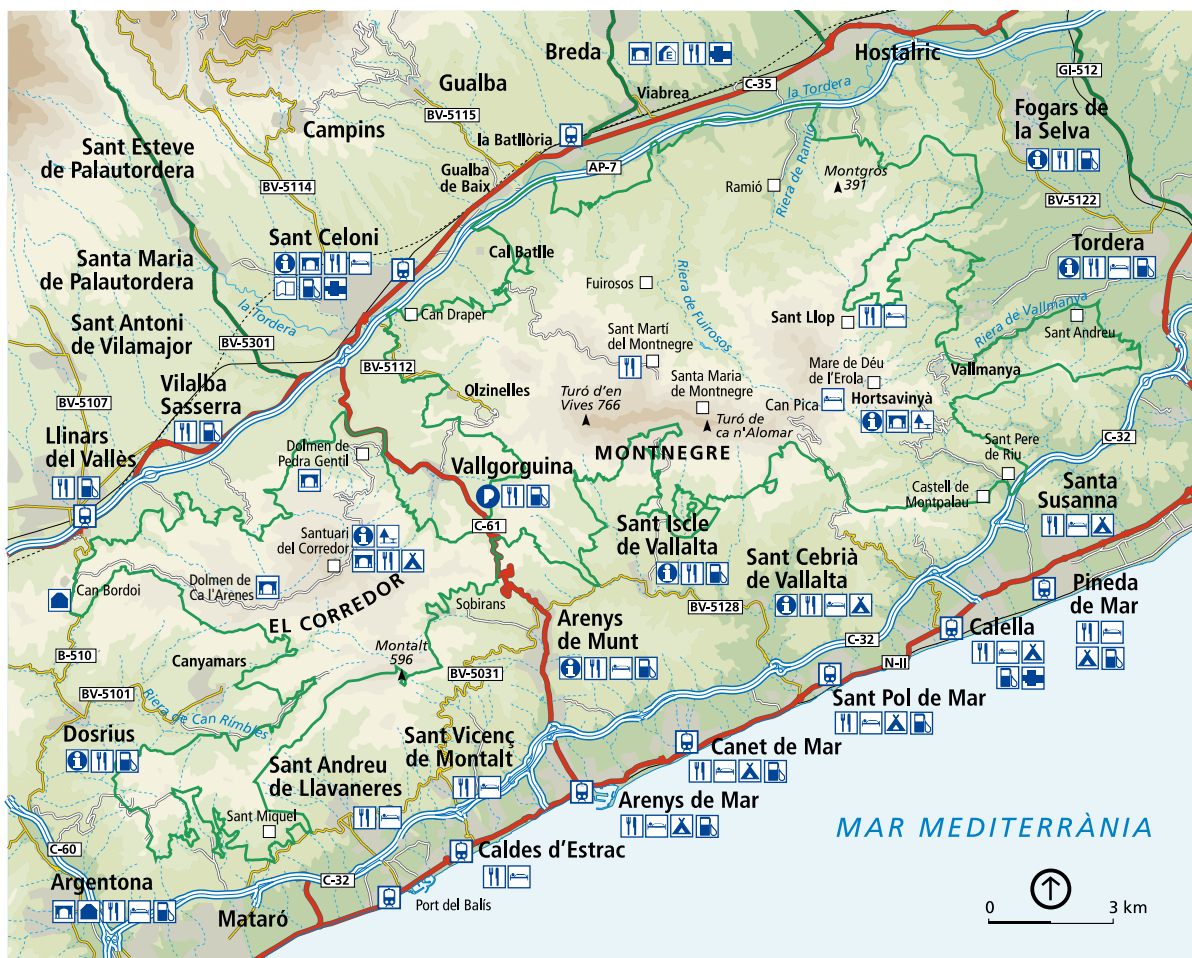 Breda
Hostalric
Gualba
Viabrea
C-35
la Tordera
GI-512
BV-5115
Campins
la Batllòria
Fogars de
la Selva
Sant Esteve
de Palautordera
Gualba
de Baix
AP-7
Ramió
Riera de Ramió
Montgròs
391
BV-5114
BV-5122
Sant Celoni
Tordera
Cal Batlle
Santa Maria
de Palautordera
Fuirosos
Riera de Fuirosos
la Tordera
Can Draper
Sant Llop
Riera de Vallmanya
Sant Andreu
Sant Antoni
de Vilamajor
BV-5301
Sant Martí
del Montnegre
BV-5112
Mare de Déu
de l'Erola
Vallmanya
Vilalba
Sasserra
Olzinelles
Turó d'en
Vives 766
Santa Maria
de Montnegre
Can Pica
Hortsavinyà
BV-5107
Turó de
ca n'Alomar
Llinars
del Vallès
Dolmen de
Pedra Gentil
MONTNEGRE
C-32
Sant Pere
de Riu
Vallgorguina
P
Castell de
Montpalau
Santa
Susanna
C-61
Santuari
del Corredor
Sant Iscle
de Vallalta
Sant Cebrià
de Vallalta
Can Bordoi
Dolmen de
Ca l'Arenes
EL CORREDOR
Sobirans
BV-5128
Pineda
de Mar
Arenys
de Munt
Calella
C-32
B-510
Canyamars
Montalt
596
BV-5031
N-II
BV-5101
Riera de Can Rimbles
Sant Pol de Mar
Dosrius
Sant Vicenç
de Montalt
Canet de Mar
Sant Andreu
de Llavaneres
Arenys de Mar
Sant Miquel
MAR MEDITERRÀNIA
C-60
Caldes d'Estrac
Argentona
C-32
Port del Balís
Mataró
0 3 km